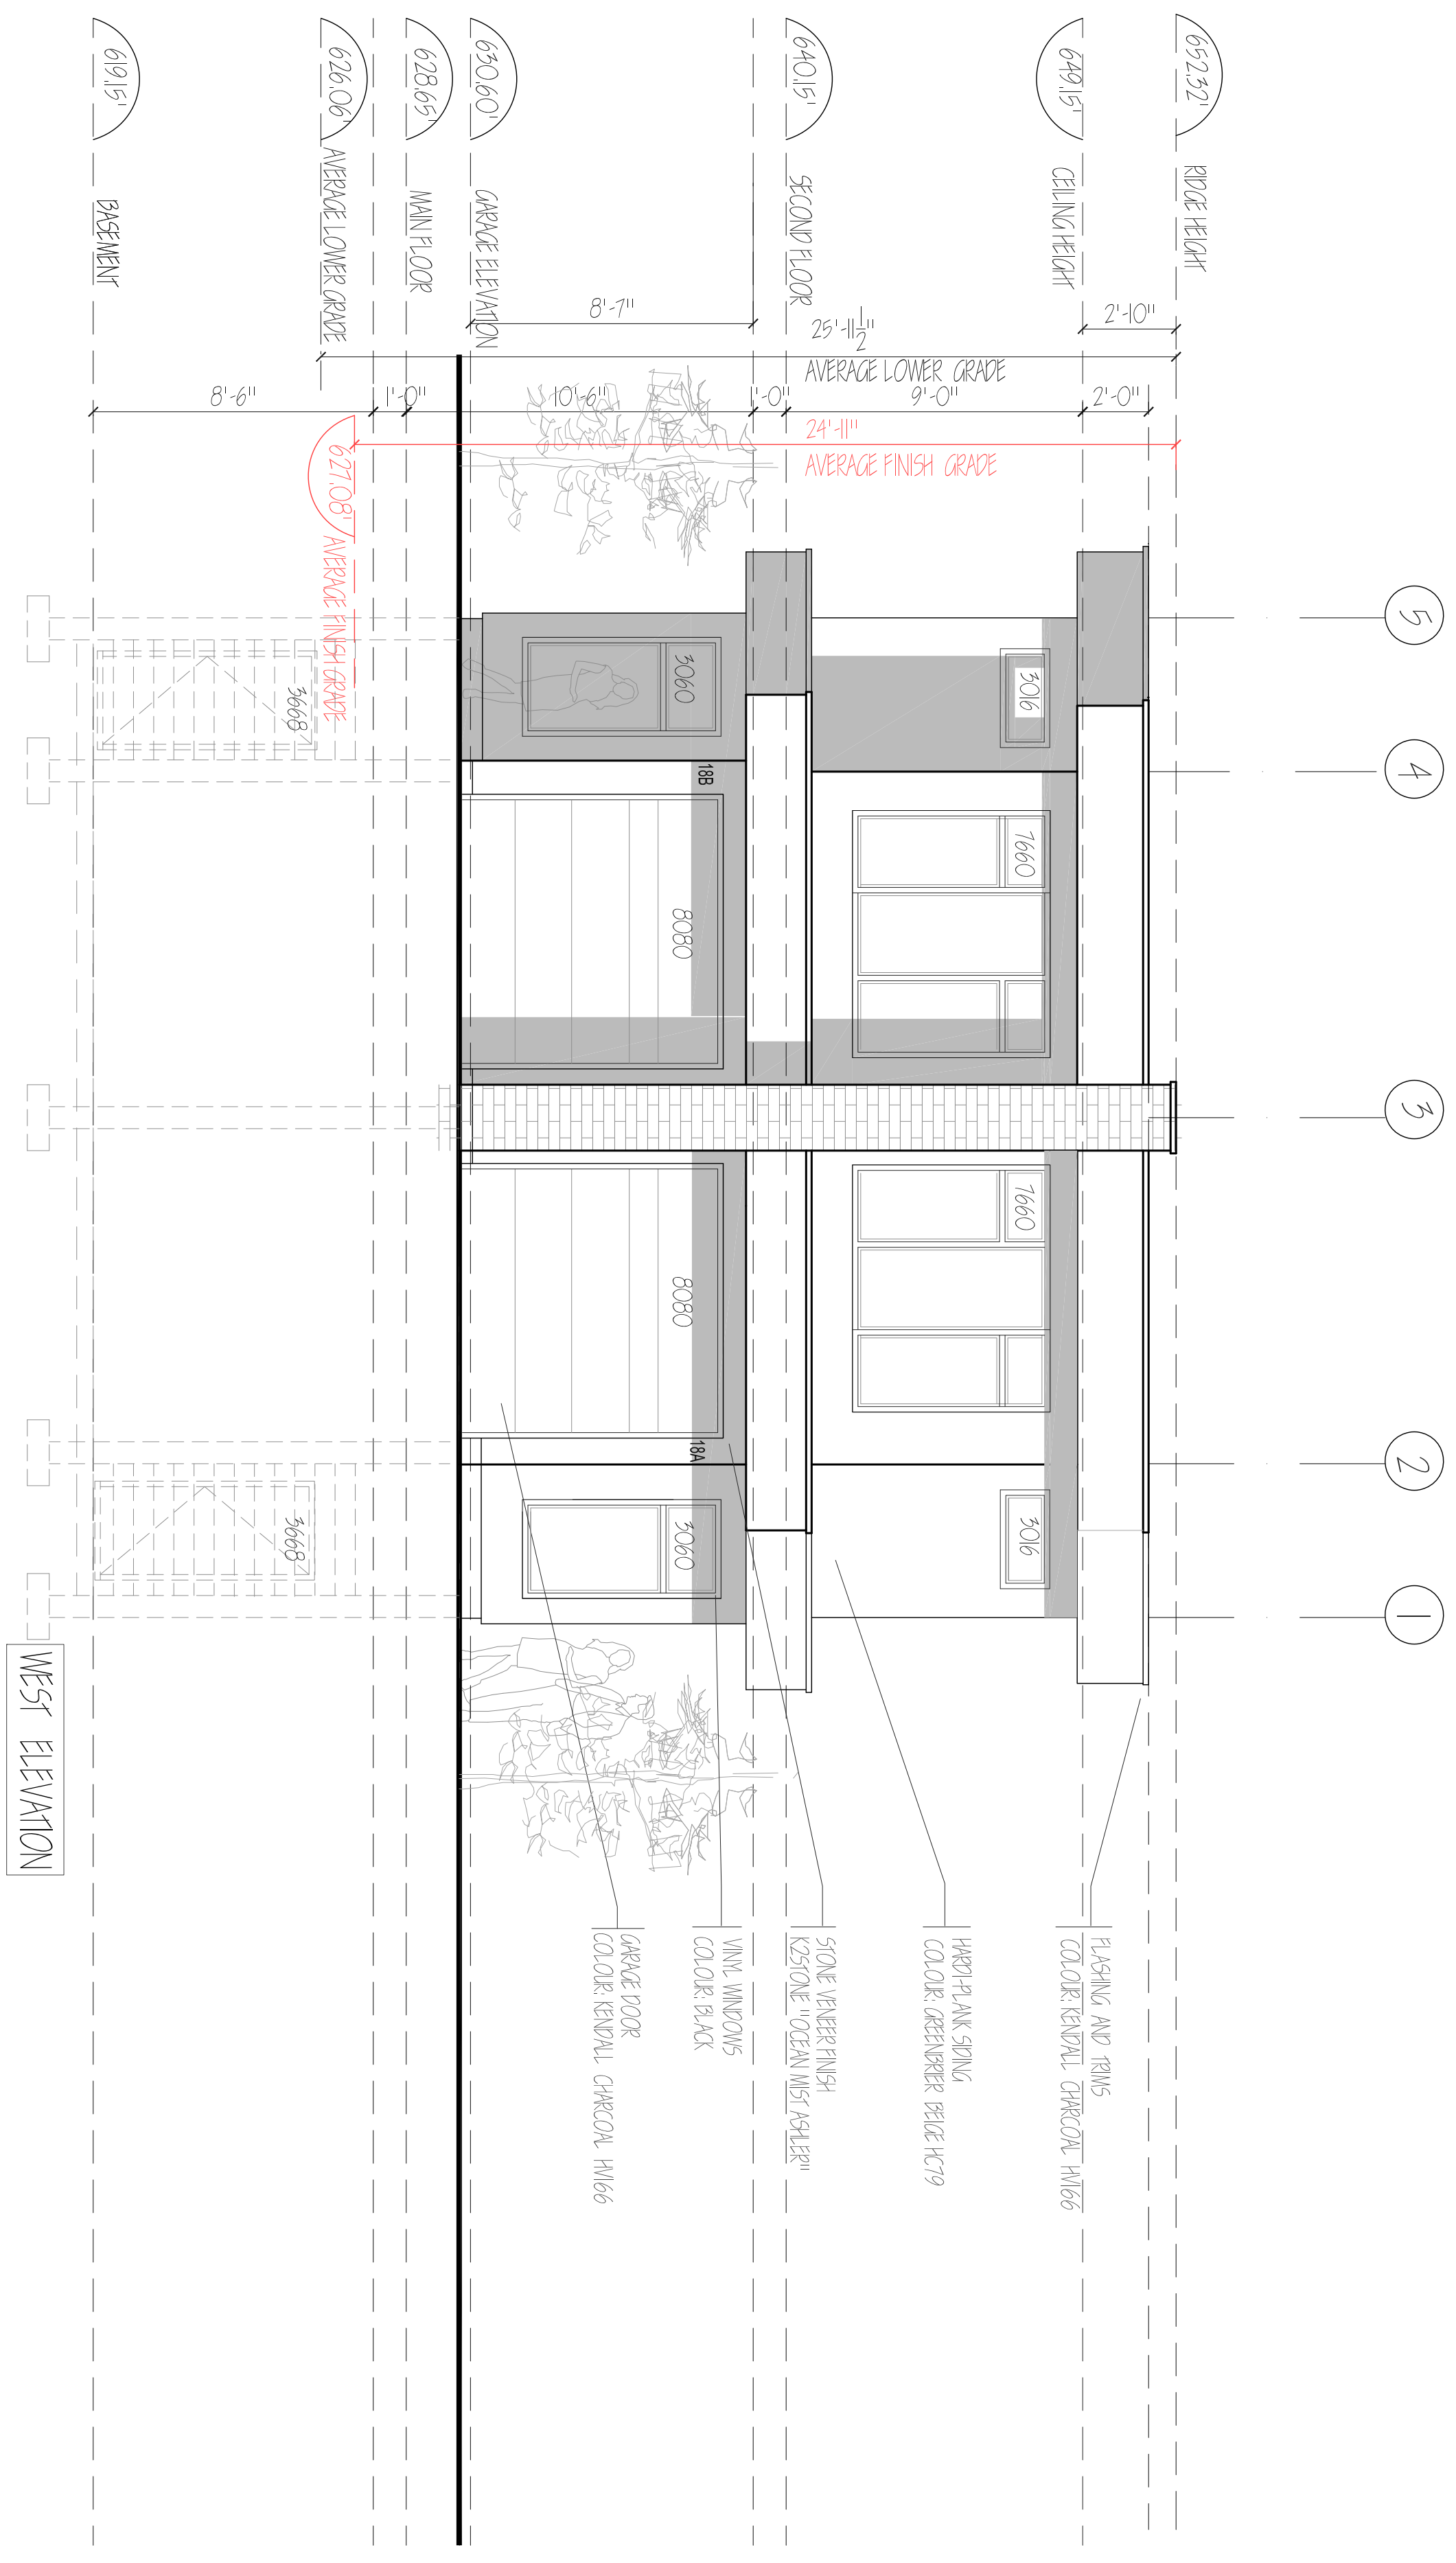 5
4
3
2
1
652.32'
RIDGE HEIGHT
649.15'
CEILING HEIGHT
640.15'
SECOND FLOOR
630.60'
GARAGE ELEVATION
628.65'
MAIN FLOOR
626.06'
AVERAGE LOWER GRADE
619.15'
BASEMENT
2'-10"
8'-7"
25'-11 1/2"
AVERAGE LOWER GRADE
2'-0"
9'-0"
1'-0"
10'-6"
1'-0"
8'-6"
24'-11"
AVERAGE FINISH GRADE
627.08'
AVERAGE FINISH GRADE
3016
7660
7660
3016
3060
18B
8080
8080
18A
3060
3668
3668
FLASHING AND TRIMS
COLOUR: KENDALL CHARCOAL HV166
HARDI-PLANK SIDING
COLOUR: GREENBRIER BEIGE HC79
STONE VENEER FINISH
K2STONE "OCEAN MIST ASHLER"
VINYL WINDOWS
COLOUR: BLACK
GARAGE DOOR
COLOUR: KENDALL CHARCOAL HV166
WEST ELEVATION